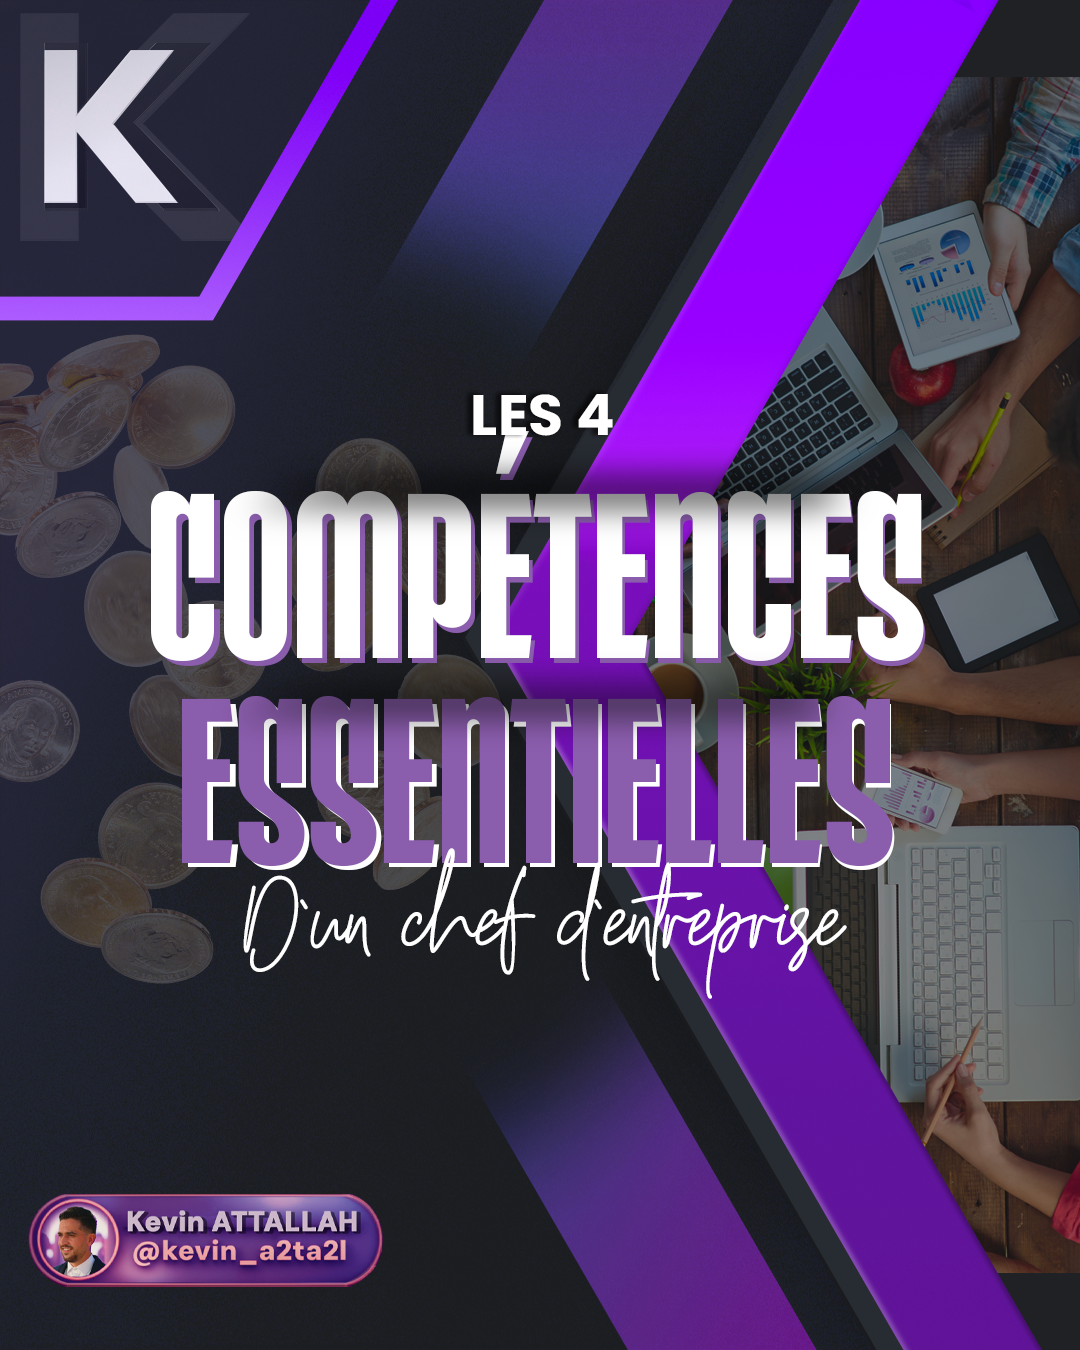 K
LES 4
COMPÉTENCES
ESSENTIELLES
D'un chef d'entreprise
Kevin ATTALLAH
@kevin_a2ta2l